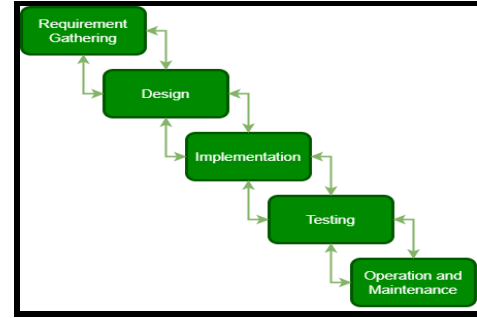 Requirement
Gathering
Design
Implementation
Testing
Operation and
Maintenance